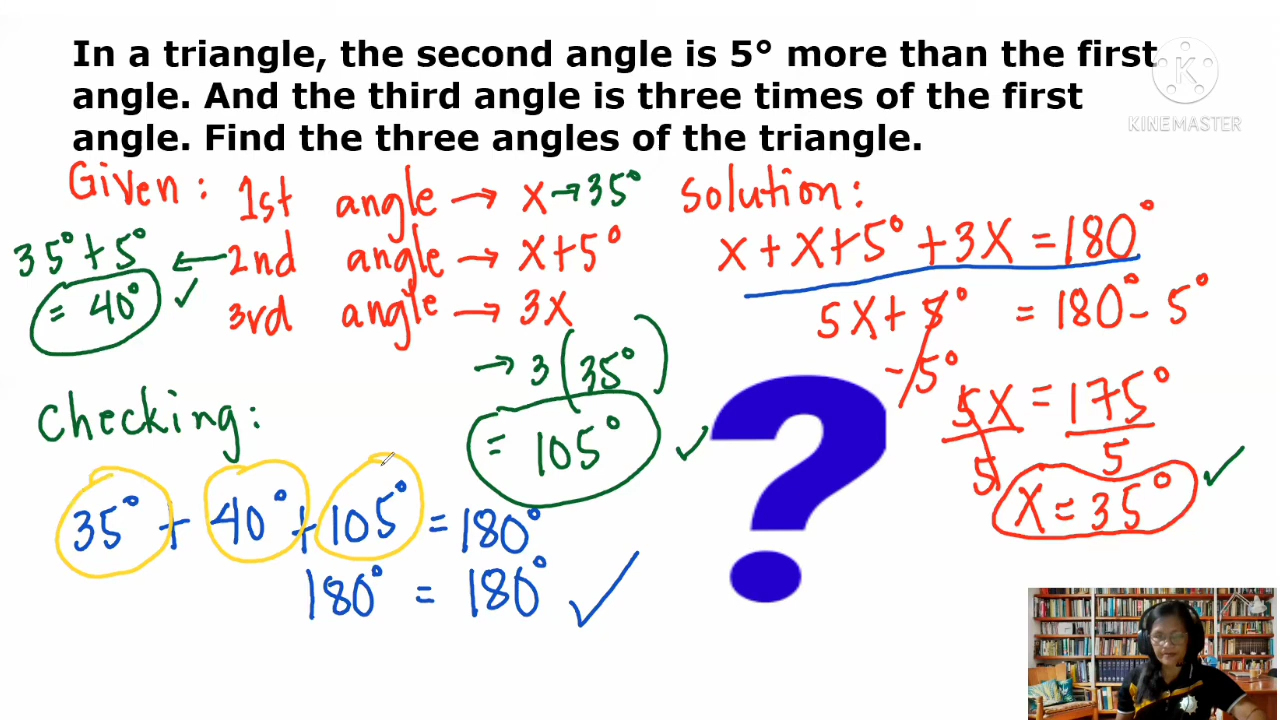 In a triangle, the second angle is 5° more than the first
angle. And the third angle is three times of the first
angle. Find the three angles of the triangle.
K
KINEMASTER
Given: 1st angle → x → 35°
2nd angle → x + 5°
3rd angle → 3x
35° + 5° ←
= 40° ✓
→ 3 (35°)
= 105° ✓
Solution:
x + x + 5° + 3x = 180°
5x + 5° = 180° - 5°
-5°
5x = 175°
5 5
x = 35° ✓
Checking:
35° + 40° + 105° = 180°
180° = 180° ✓
?